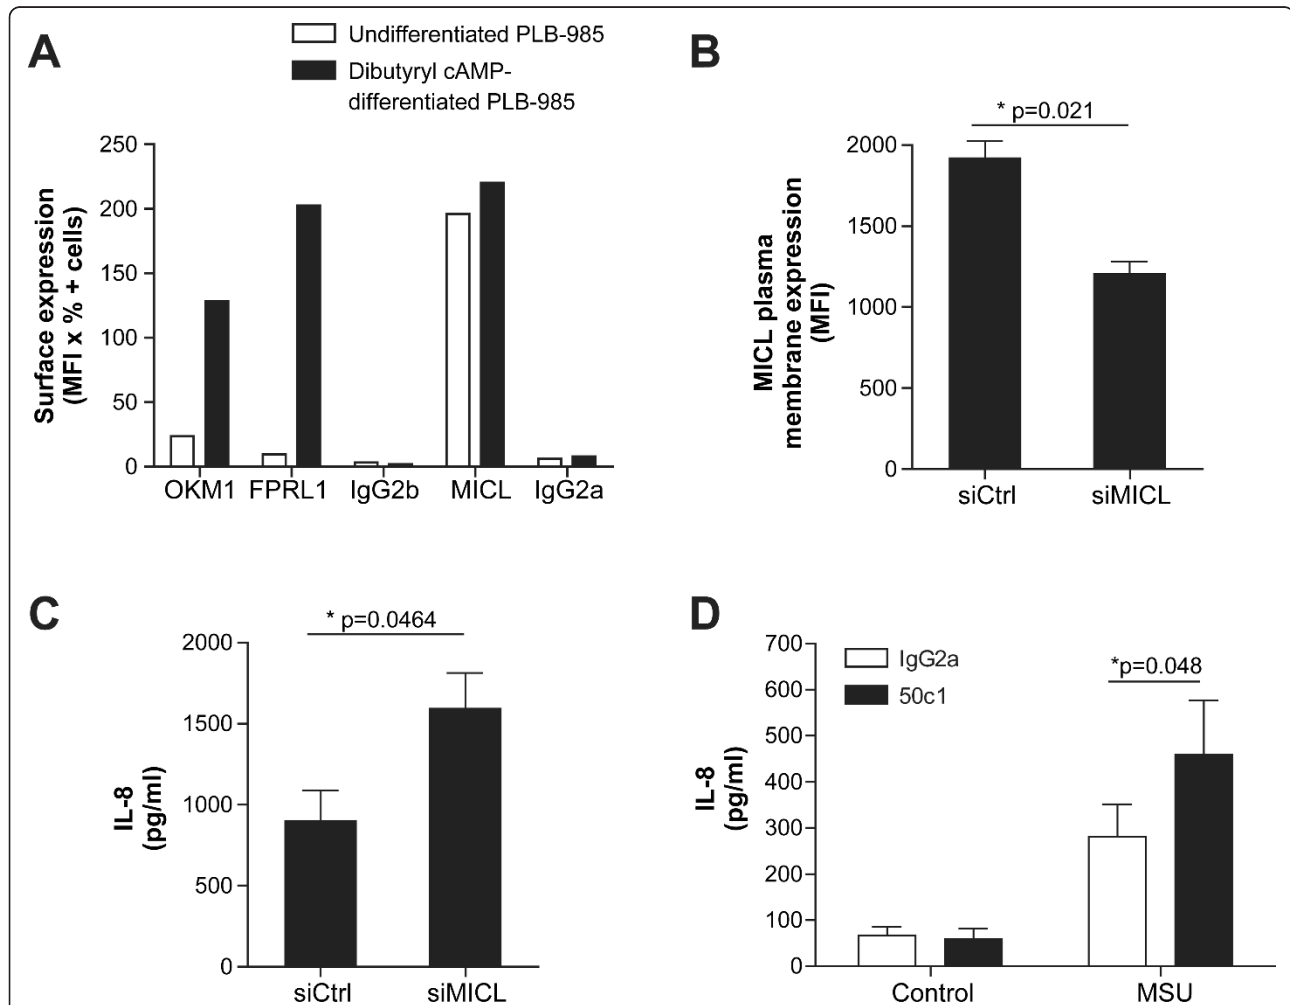 A
Undifferentiated PLB-985
Dibutyryl cAMP-
differentiated PLB-985
250
200
150
100
50
0
Surface expression
(MFI x % + cells)
OKM1 FPRL1 IgG2b MICL IgG2a
B
* p=0.021
2000
1500
1000
500
0
MICL plasma
membrane expression
(MFI)
siCtrl siMICL
C
* p=0.0464
2000
1500
1000
500
0
IL-8
(pg/ml)
siCtrl siMICL
D
IgG2a
50c1
*p=0.048
700
600
500
400
300
200
100
0
IL-8
(pg/ml)
Control MSU